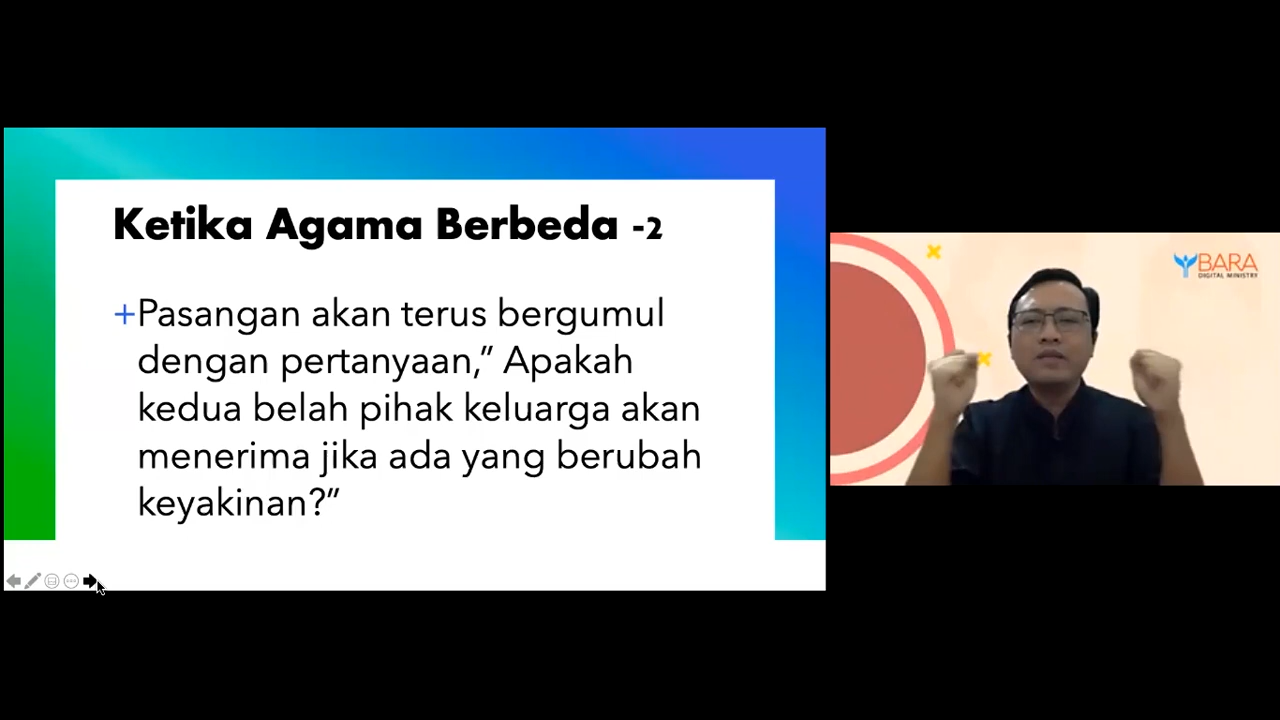 Ketika Agama Berbeda -2
+Pasangan akan terus bergumul
dengan pertanyaan,” Apakah
kedua belah pihak keluarga akan
menerima jika ada yang berubah
keyakinan?”
BARA
DIGITAL MINISTRY